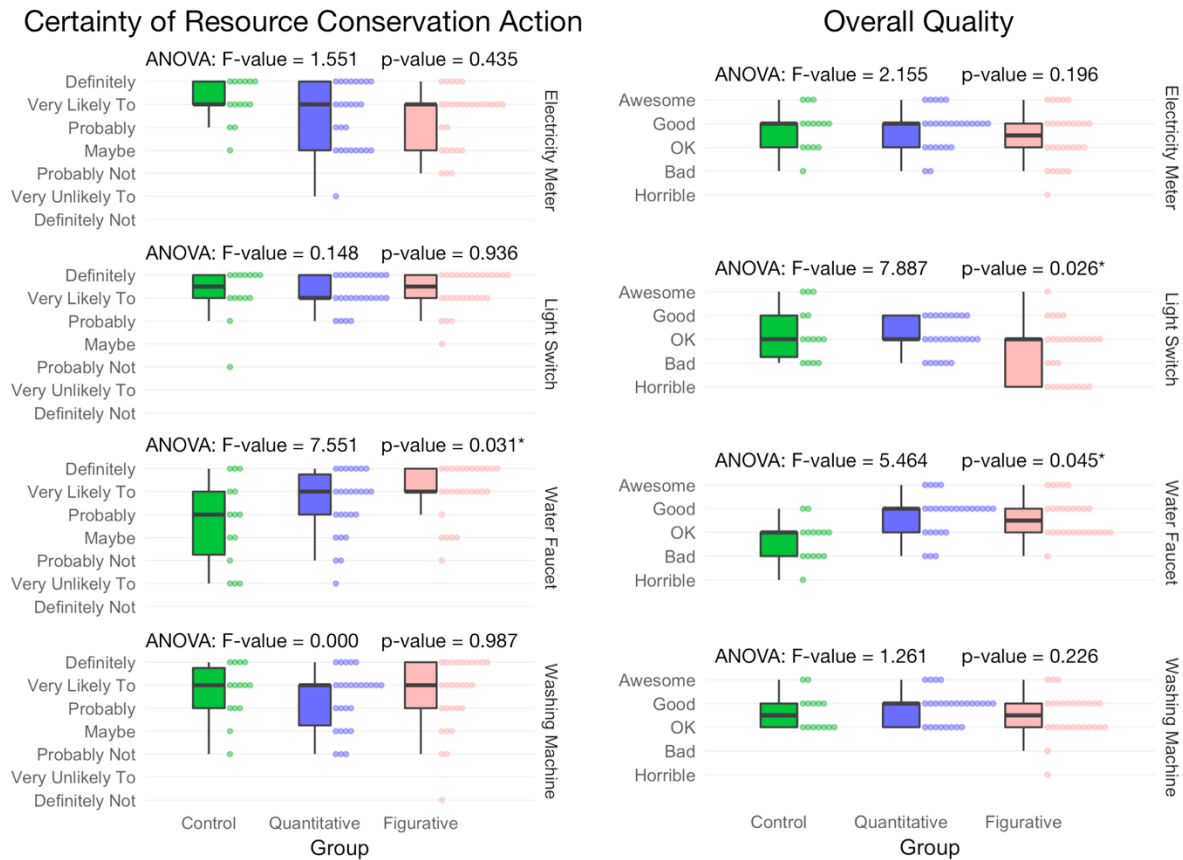 Certainty of Resource Conservation Action
ANOVA: F-value = 1.551 p-value = 0.435
Definitely
Very Likely To
Probably
Maybe
Probably Not
Very Unlikely To
Definitely Not
Electricity Meter
ANOVA: F-value = 0.148 p-value = 0.936
Definitely
Very Likely To
Probably
Maybe
Probably Not
Very Unlikely To
Definitely Not
Light Switch
ANOVA: F-value = 7.551 p-value = 0.031*
Definitely
Very Likely To
Probably
Maybe
Probably Not
Very Unlikely To
Definitely Not
Water Faucet
ANOVA: F-value = 0.000 p-value = 0.987
Definitely
Very Likely To
Probably
Maybe
Probably Not
Very Unlikely To
Definitely Not
Washing Machine
Control Quantitative Figurative
Group
Overall Quality
ANOVA: F-value = 2.155 p-value = 0.196
Awesome
Good
OK
Bad
Horrible
Electricity Meter
ANOVA: F-value = 7.887 p-value = 0.026*
Awesome
Good
OK
Bad
Horrible
Light Switch
ANOVA: F-value = 5.464 p-value = 0.045*
Awesome
Good
OK
Bad
Horrible
Water Faucet
ANOVA: F-value = 1.261 p-value = 0.226
Awesome
Good
OK
Bad
Horrible
Washing Machine
Control Quantitative Figurative
Group